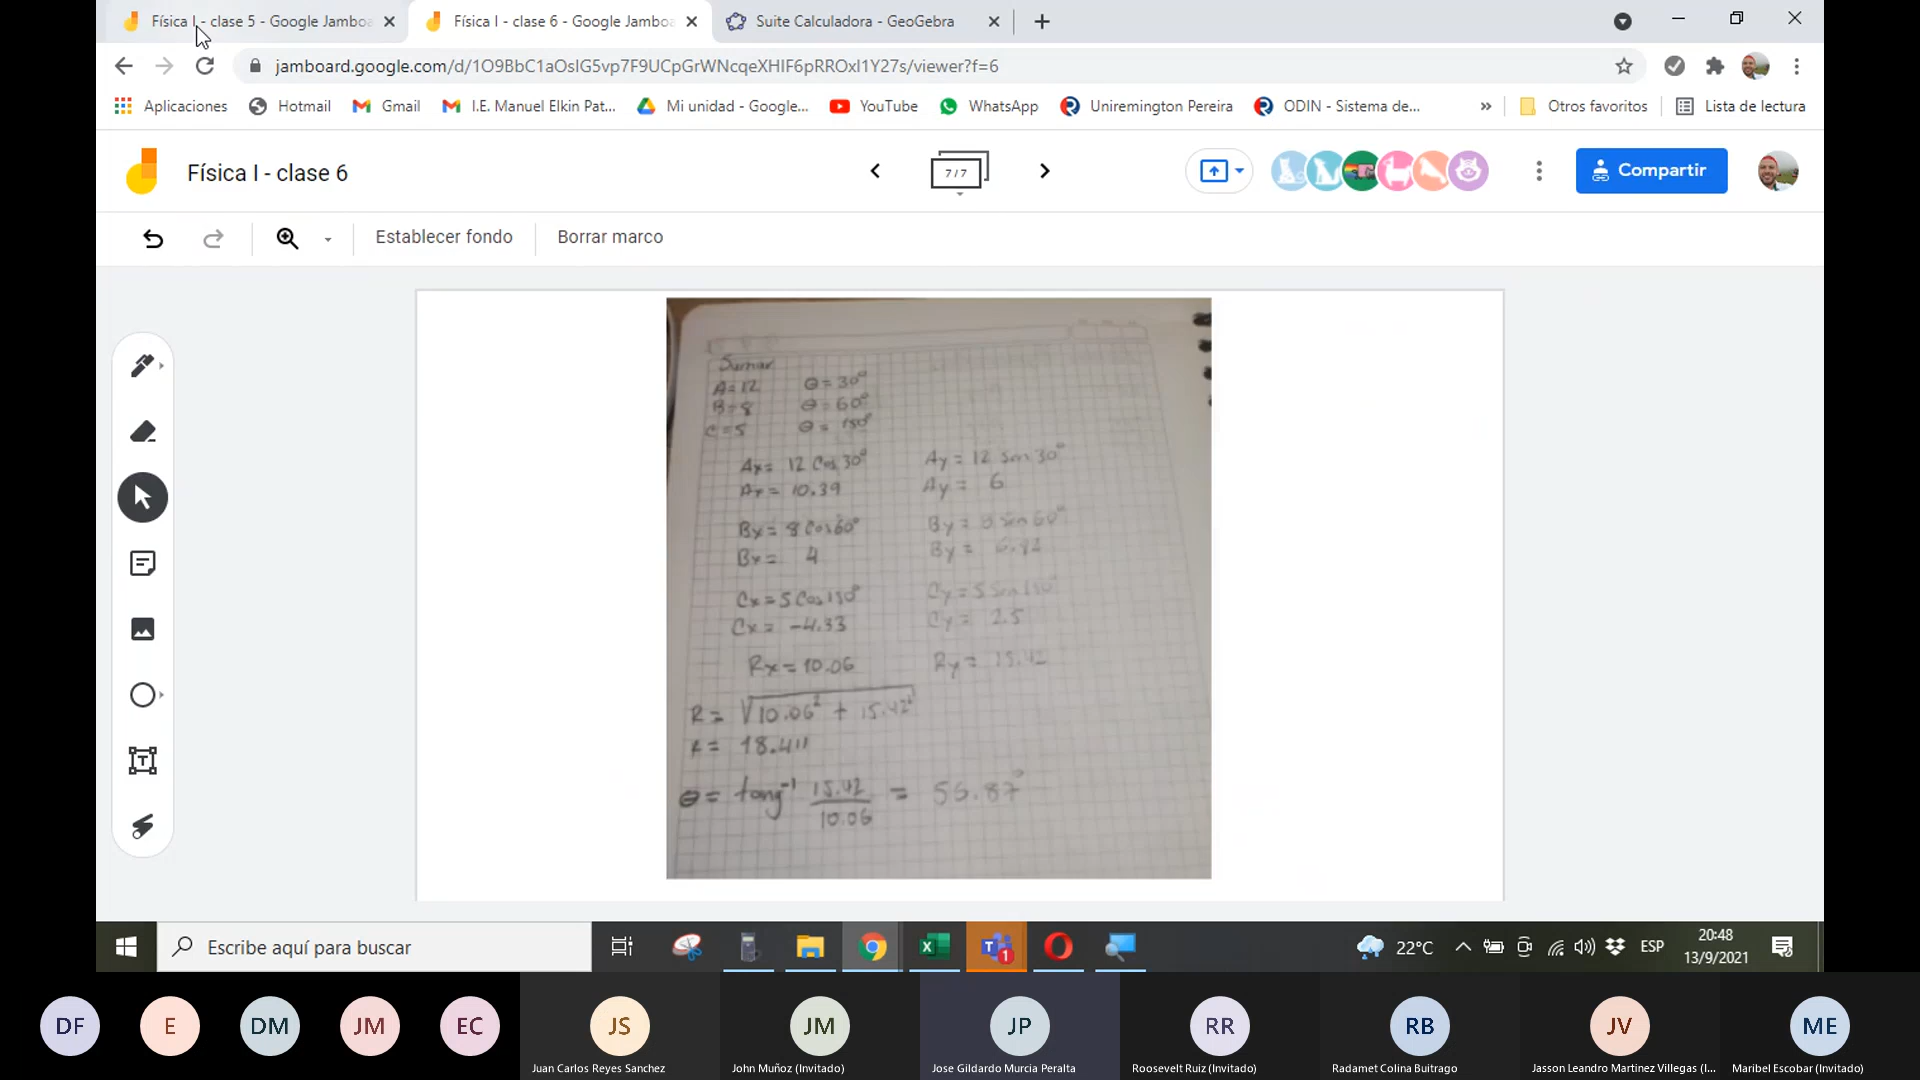 Física I - clase 5 - Google Jamboa
Física I - clase 6 - Google Jamboa
Suite Calculadora - GeoGebra
jamboard.google.com/d/1O9BbC1aOsIG5vp7F9UCpGrWNcqeXHIF6pRROxl1Y27s/viewer?f=6
Aplicaciones
Hotmail
Gmail
I.E. Manuel Elkin Pat...
Mi unidad - Google...
YouTube
WhatsApp
Uniremington Pereira
ODIN - Sistema de...
»
Otros favoritos
Lista de lectura
Física I - clase 6
7 / 7
Compartir
Establecer fondo
Borrar marco
Sumar
A=12 θ=30°
B=8 θ=60°
C=5 θ=150°
Ax= 12 Cos 30° Ay = 12 sen 30°
Ax= 10.39 Ay = 6
Bx= 8 Cos 60° By = 8 sen 60°
Bx= 4 By = 6.92
Cx=5 Cos 150° Cy = 5 Sen 150°
Cx= -4.33 Cy = 2.5
Rx=10.06 Ry= 15.42
R= √10.06² + 15.42²
R= 18.411
θ= tang⁻¹ 15.42 = 56.87°
10.06
Escribe aquí para buscar
1
22°C
ESP
20:48
13/9/2021
DF
E
DM
JM
EC
JS
Juan Carlos Reyes Sanchez
JM
John Muñoz (Invitado)
JP
Jose Gildardo Murcia Peralta
RR
Roosevelt Ruiz (Invitado)
RB
Radamet Colina Buitrago
JV
Jasson Leandro Martinez Villegas (I...
ME
Maribel Escobar (Invitado)